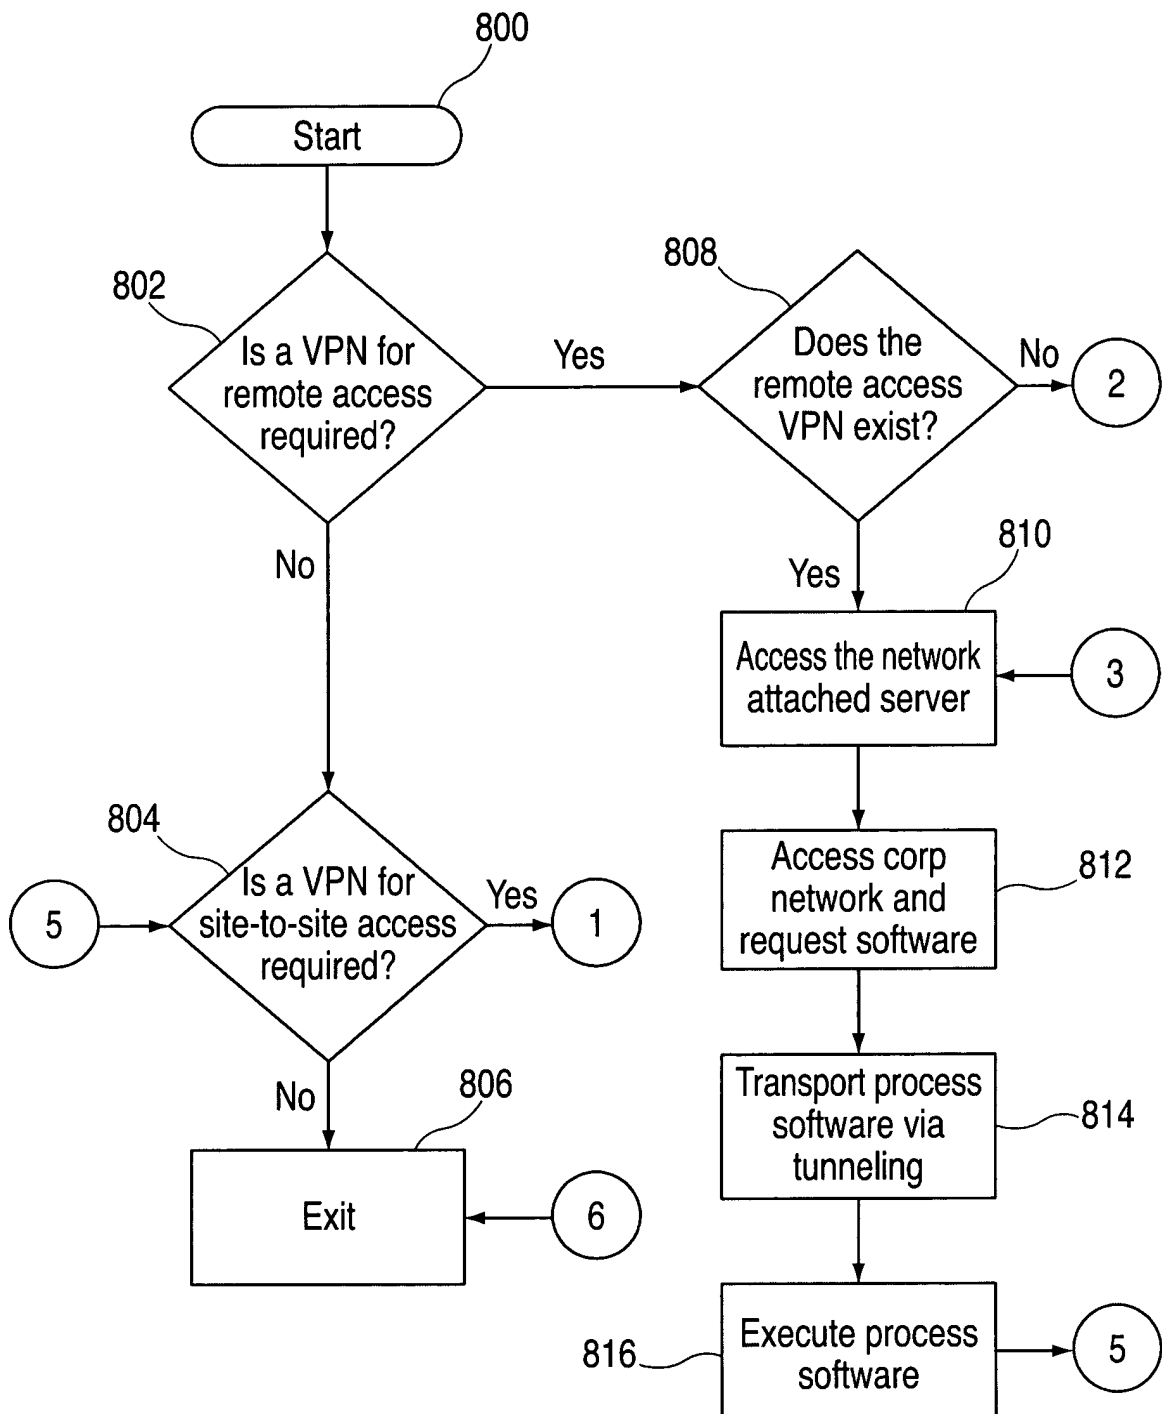 800
Start
802
Is a VPN for
remote access
required?
Yes
808
Does the
remote access
VPN exist?
No
2
No
Yes
810
Access the network
attached server
3
804
5
Is a VPN for
site-to-site access
required?
Yes
1
Access corp
network and
request software
812
No
806
Exit
6
Transport process
software via
tunneling
814
816
Execute process
software
5